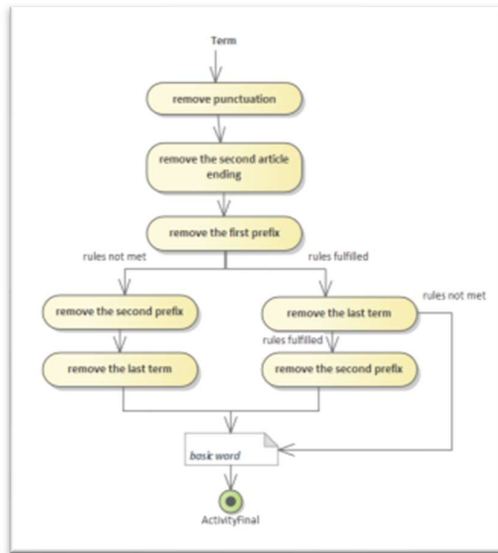 Term
remove punctuation
remove the second article
ending
remove the first prefix
rules not met
rules fulfilled
remove the second prefix
remove the last term
rules not met
rules fulfilled
remove the last term
remove the second prefix
basic word
ActivityFinal